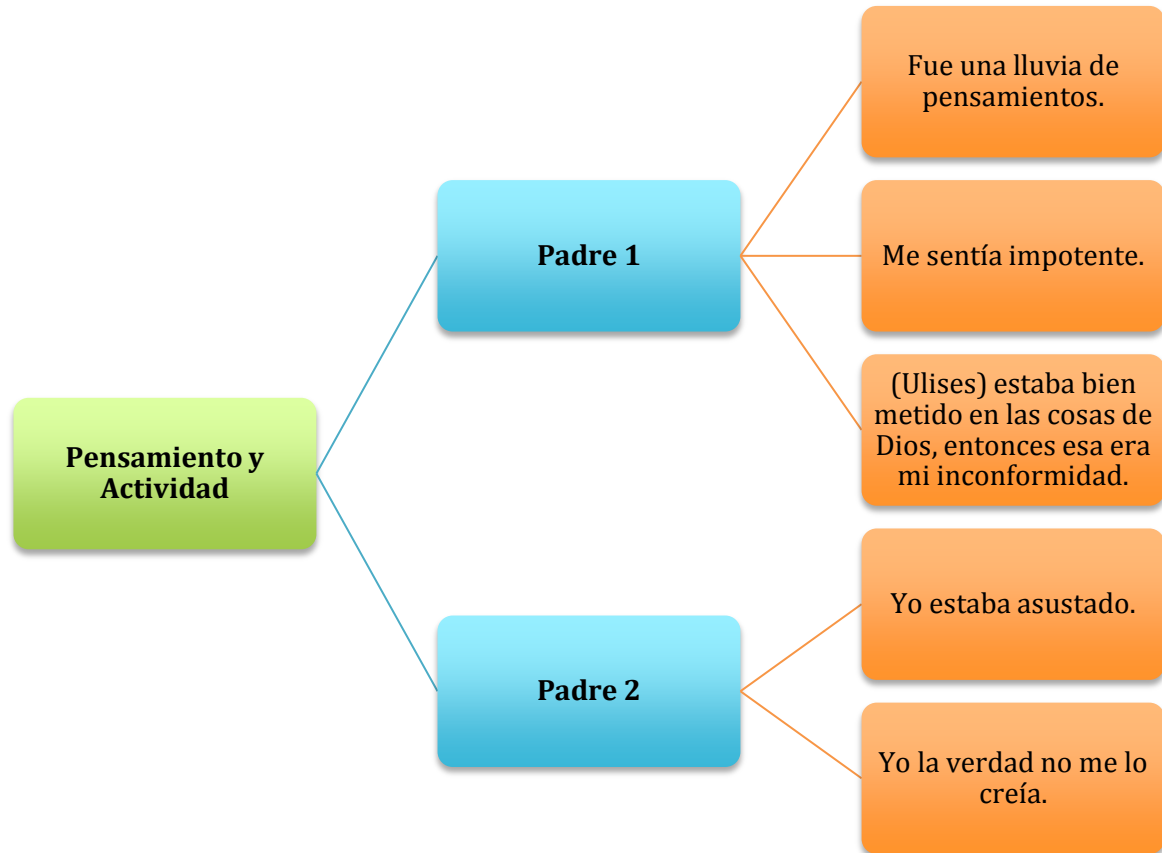 Pensamiento y
Actividad
Padre 1
Fue una lluvia de
pensamientos.
Me sentía impotente.
(Ulises) estaba bien
metido en las cosas de
Dios, entonces esa era
mi inconformidad.
Padre 2
Yo estaba asustado.
Yo la verdad no me lo
creía.